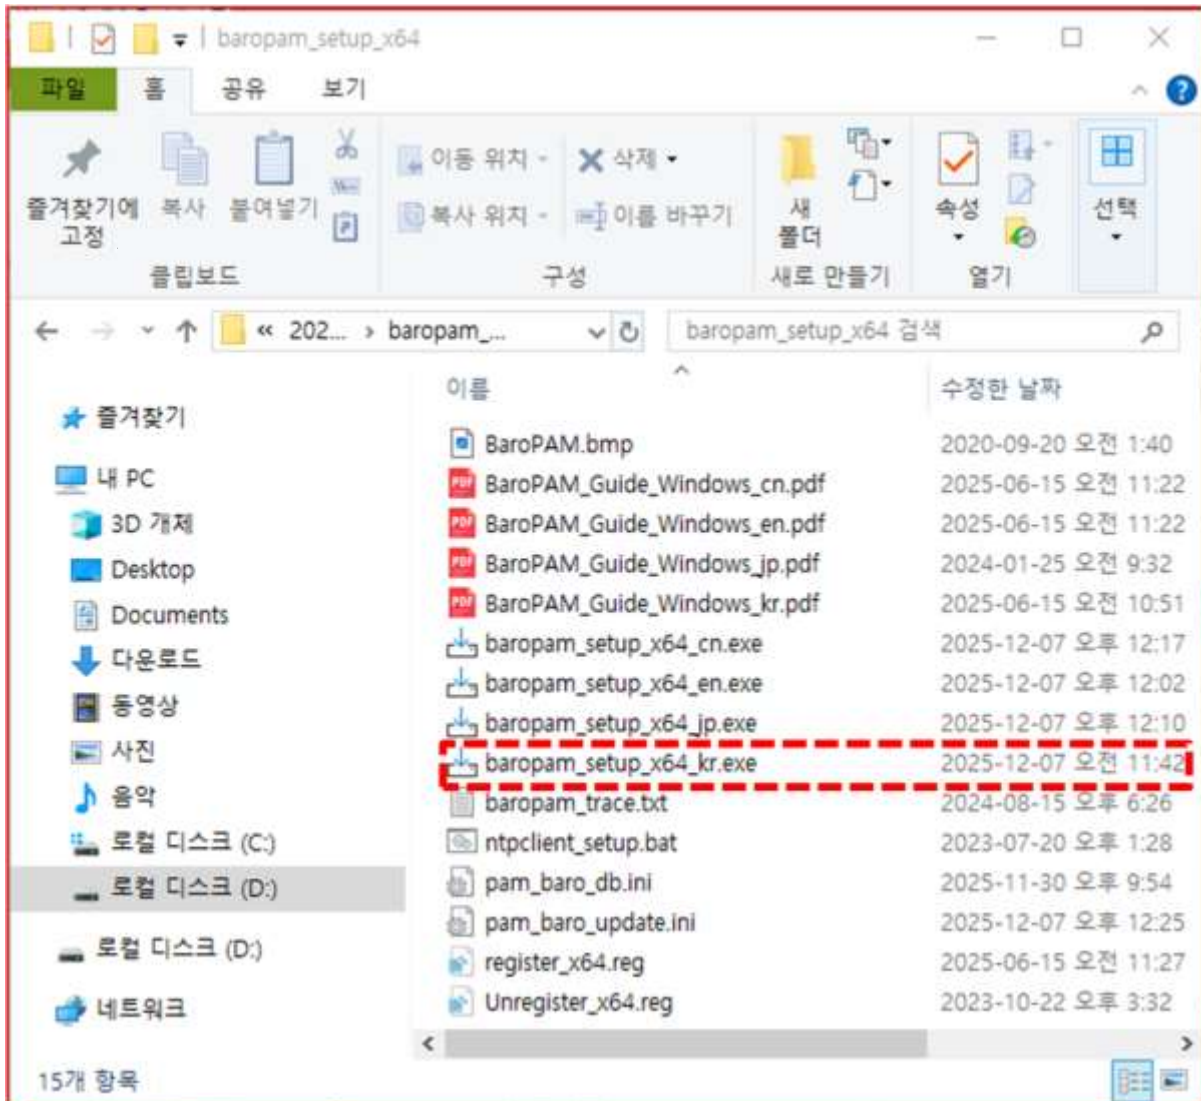 baropam_setup_x64
파일 홈 공유 보기
즐겨찾기에 고정
복사
붙여넣기
이동 위치
복사 위치
삭제
이름 바꾸기
새 폴더
속성
선택
클립보드 구성 새로 만들기 열기
« 202... › baropam_... baropam_setup_x64 검색
즐겨찾기
내 PC
3D 개체
Desktop
Documents
다운로드
동영상
사진
음악
로컬 디스크 (C:)
로컬 디스크 (D:)
로컬 디스크 (D:)
네트워크
이름 수정한 날짜
BaroPAM.bmp 2020-09-20 오전 1:40
BaroPAM_Guide_Windows_cn.pdf 2025-06-15 오전 11:22
BaroPAM_Guide_Windows_en.pdf 2025-06-15 오전 11:22
BaroPAM_Guide_Windows_jp.pdf 2024-01-25 오전 9:32
BaroPAM_Guide_Windows_kr.pdf 2025-06-15 오전 10:51
baropam_setup_x64_cn.exe 2025-12-07 오후 12:17
baropam_setup_x64_en.exe 2025-12-07 오후 12:02
baropam_setup_x64_jp.exe 2025-12-07 오후 12:10
baropam_setup_x64_kr.exe 2025-12-07 오전 11:42
baropam_trace.txt 2024-08-15 오후 6:26
ntpclient_setup.bat 2023-07-20 오후 1:28
pam_baro_db.ini 2025-11-30 오후 9:54
pam_baro_update.ini 2025-12-07 오후 12:25
register_x64.reg 2025-06-15 오전 11:27
Unregister_x64.reg 2023-10-22 오후 3:32
15개 항목